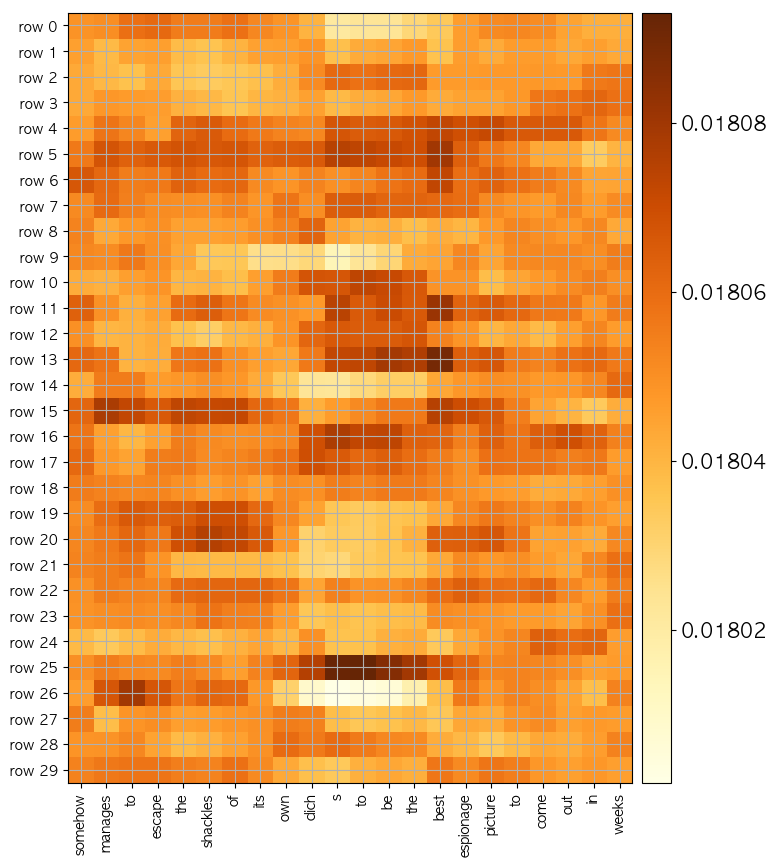 row 0
row 1
row 2
row 3
row 4
row 5
row 6
row 7
row 8
row 9
row 10
row 11
row 12
row 13
row 14
row 15
row 16
row 17
row 18
row 19
row 20
row 21
row 22
row 23
row 24
row 25
row 26
row 27
row 28
row 29
somehow
manages
to
escape
the
shackles
of
its
own
dich
s
to
be
the
best
espionage
picture
to
come
out
in
weeks
0.01808
0.01806
0.01804
0.01802